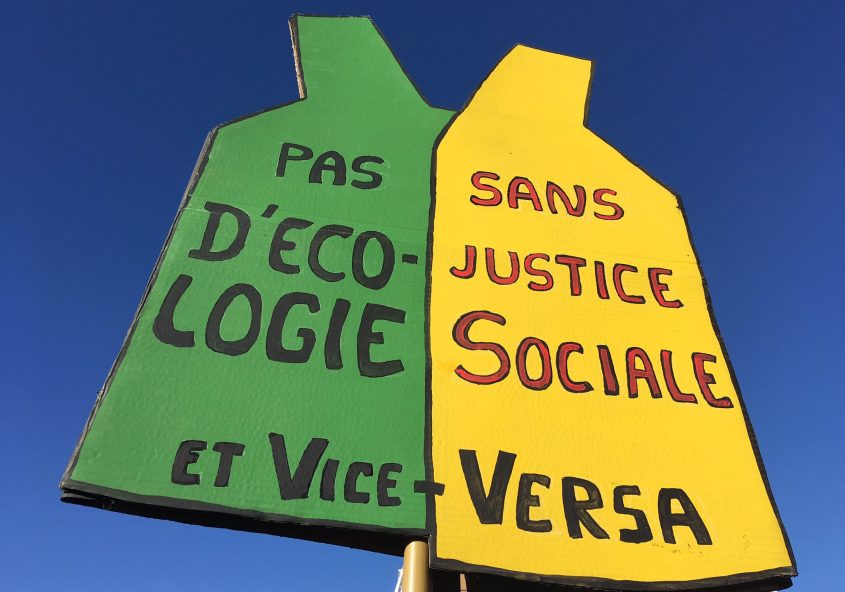 PAS
D'ECO-
LOGIE
SANS
JUSTICE
SOCIALE
ET VICE-VERSA